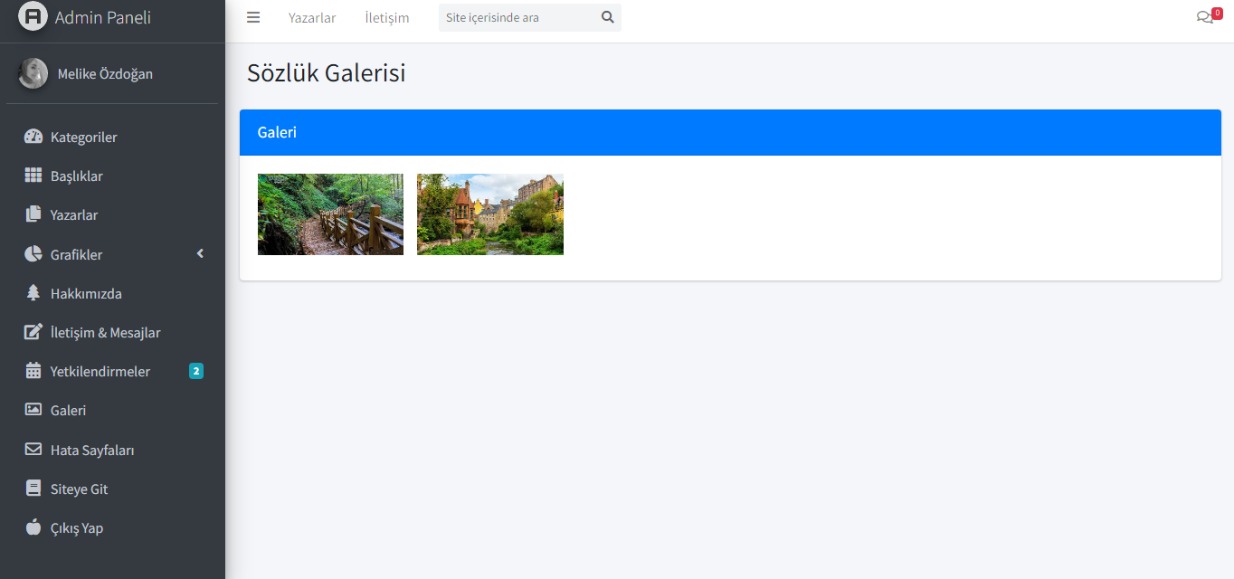 Admin Paneli
Yazarlar
İletişim
Site içerisinde ara
0
Melike Özdoğan
Sözlük Galerisi
Galeri
Kategoriler
Başlıklar
Yazarlar
Grafikler
Hakkımızda
İletişim & Mesajlar
Yetkilendirmeler 2
Galeri
Hata Sayfaları
Siteye Git
Çıkış Yap